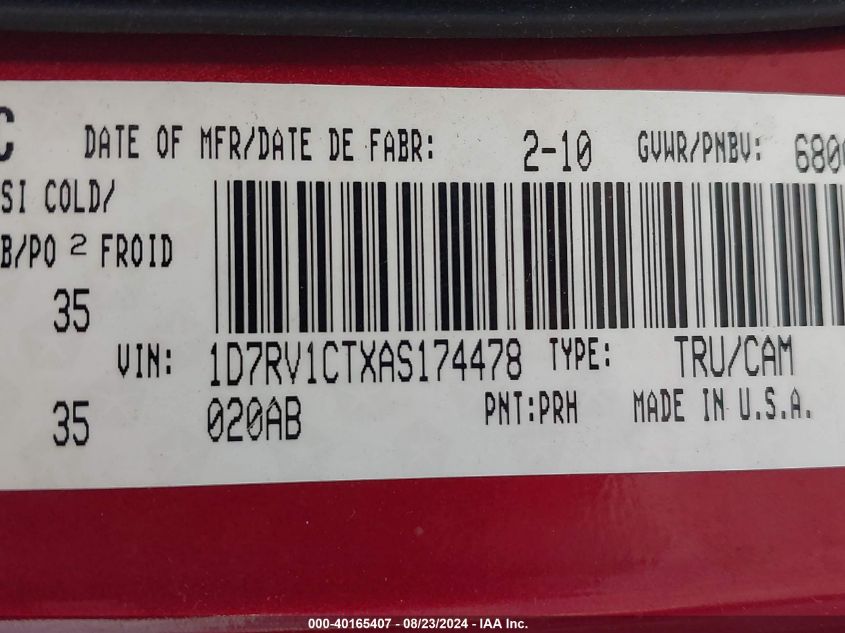 C
DATE OF MFR/DATE DE FABR: 2-10 GVWR/PNBV: 680
SI COLD/
B/PO 2 FROID
35
VIN: 1D7RV1CTXAS174478 TYPE: TRU/CAM
35 020AB PNT:PRH MADE IN U.S.A.
000-40165407 - 08/23/2024 - IAA Inc.